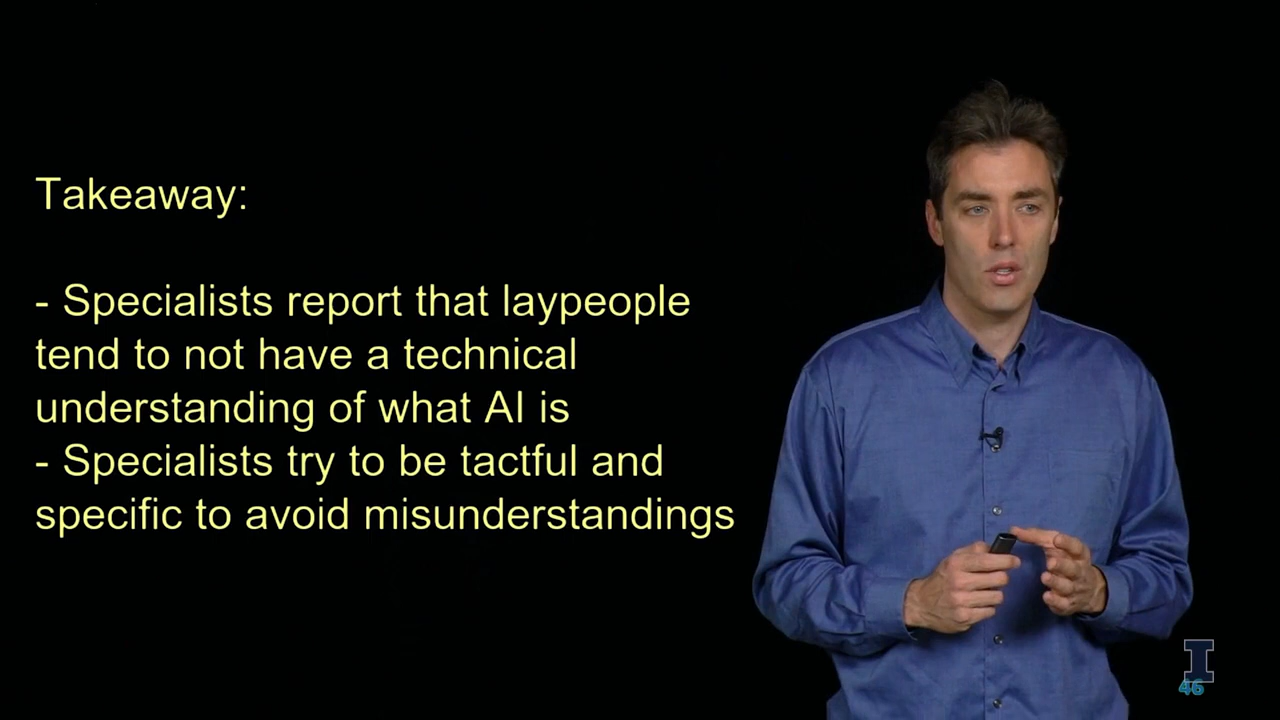 Takeaway:
- Specialists report that laypeople
tend to not have a technical
understanding of what AI is
- Specialists try to be tactful and
specific to avoid misunderstandings
I
46